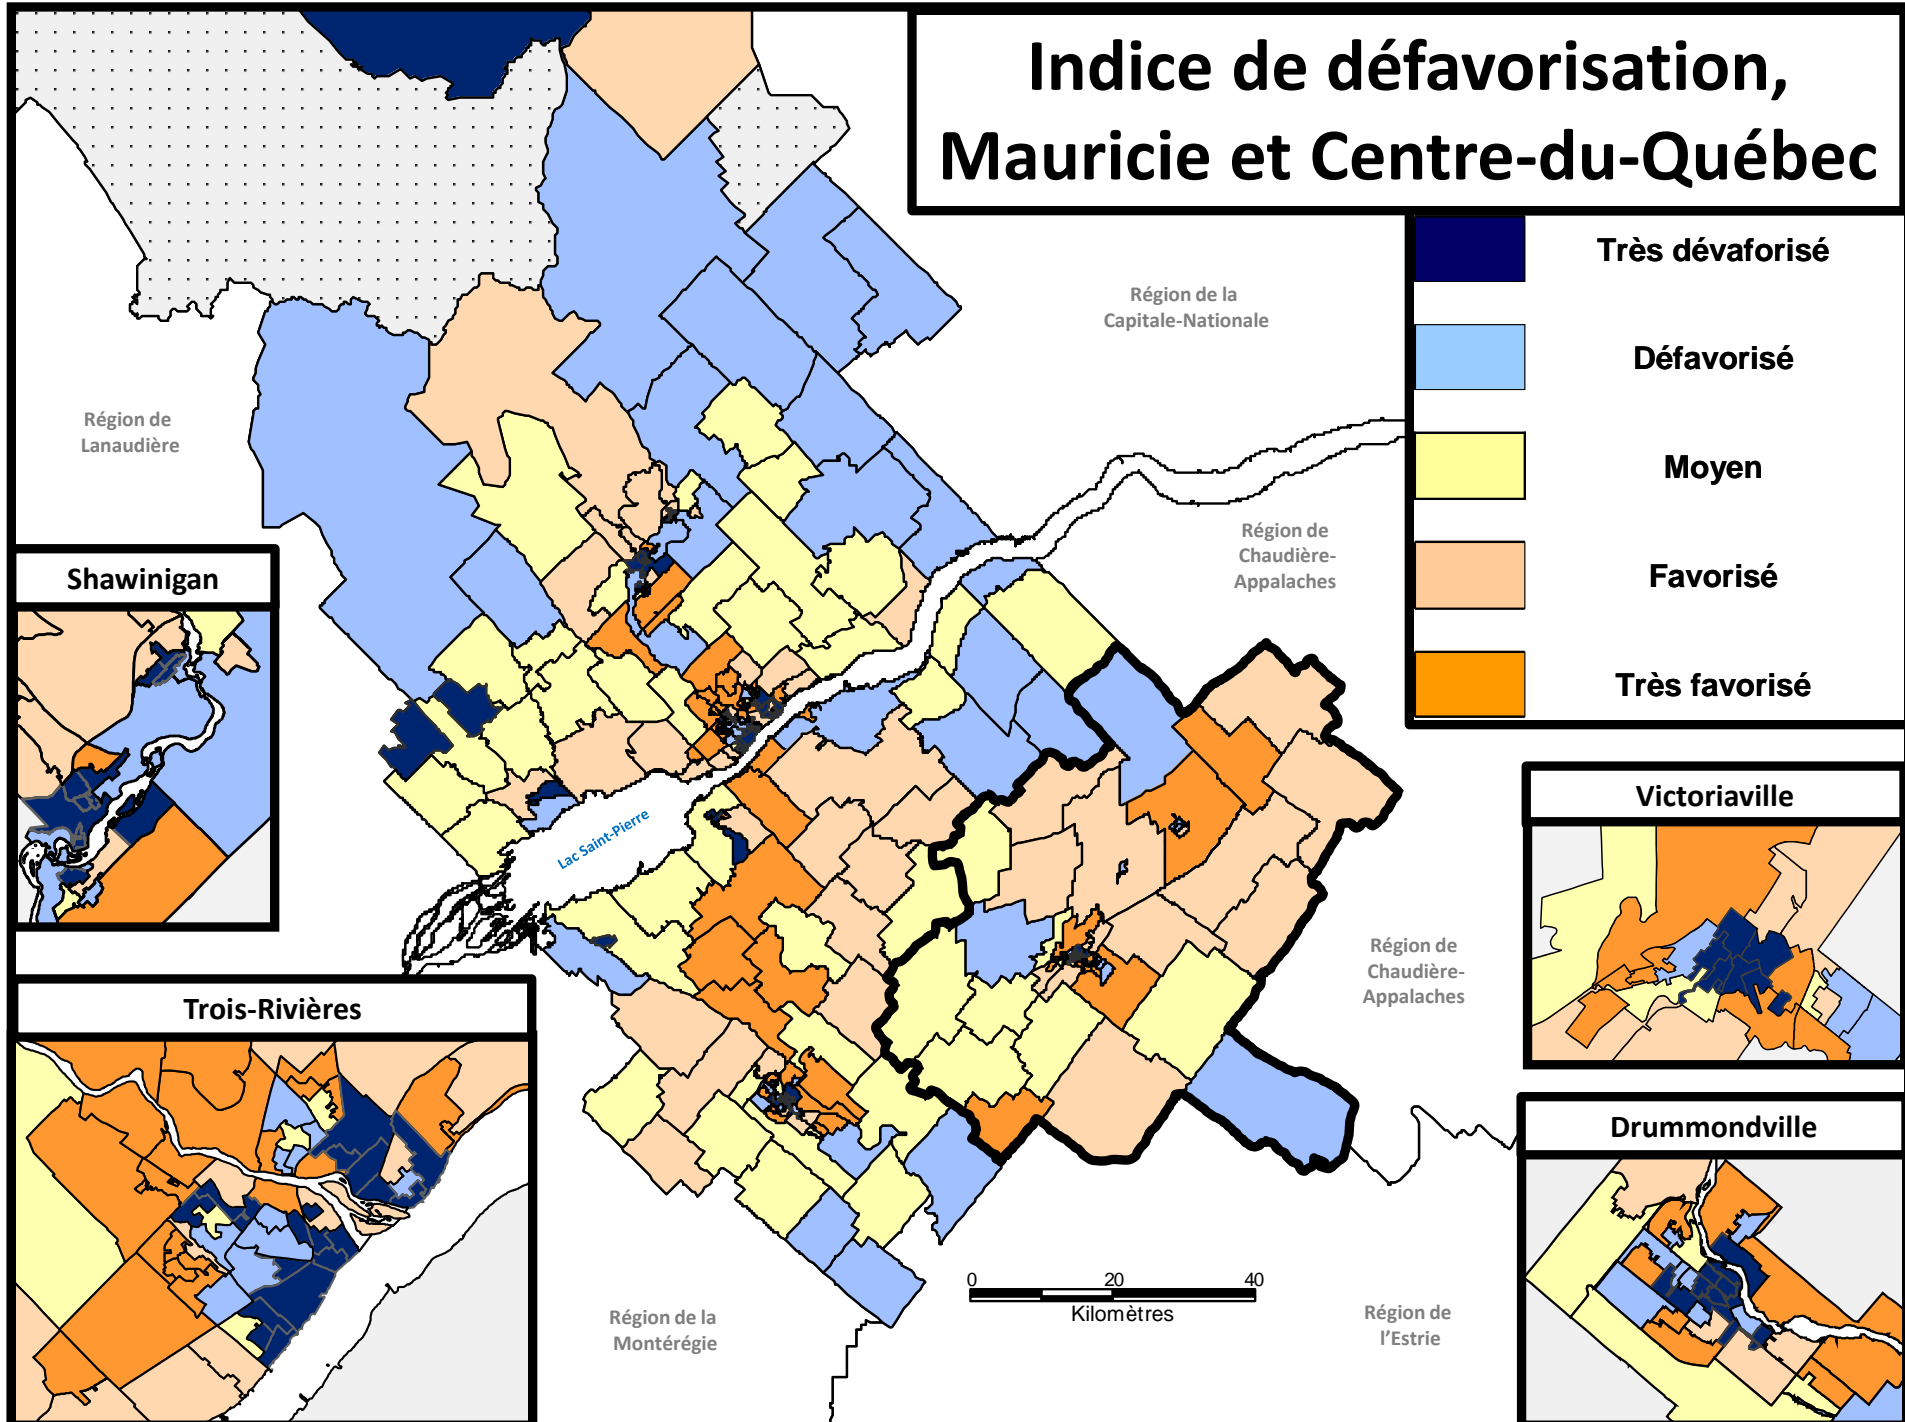 Indice de défavorisation,
Mauricie et Centre-du-Québec
Très dévaforisé
Défavorisé
Moyen
Favorisé
Très favorisé
Région de la
Capitale-Nationale
Région de
Lanaudière
Région de
Chaudière-
Appalaches
Shawinigan
Lac Saint-Pierre
Victoriaville
Région de
Chaudière-
Appalaches
Trois-Rivières
Drummondville
0 20 40
Kilomètres
Région de la
Montérégie
Région de
l'Estrie